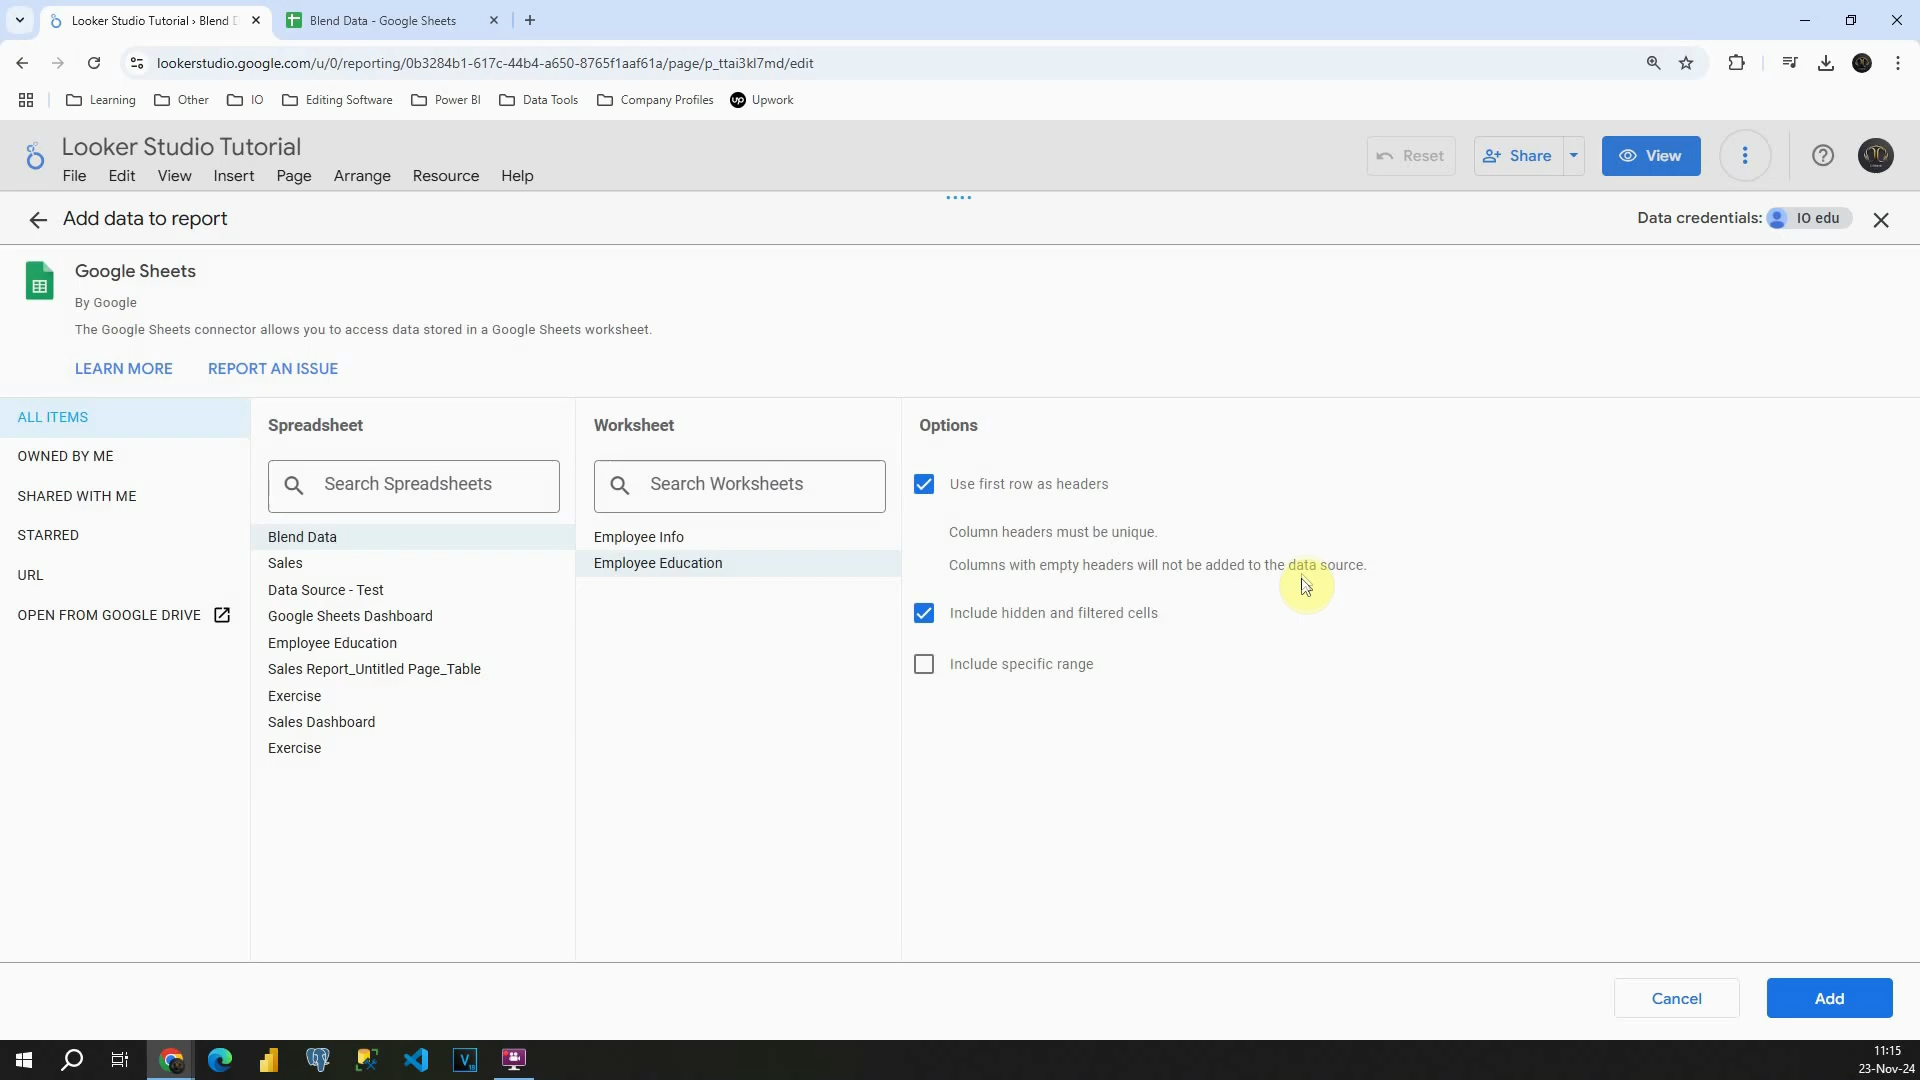 Looker Studio Tutorial › Blend D
Blend Data - Google Sheets
lookerstudio.google.com/u/0/reporting/0b3284b1-617c-44b4-a650-8765f1aaf61a/page/p_ttai3kl7md/edit
Learning
Other
IO
Editing Software
Power BI
Data Tools
Company Profiles
up
Upwork
Looker Studio Tutorial
File
Edit
View
Insert
Page
Arrange
Resource
Help
Reset
Share
View
Add data to report
Data credentials:
IO edu
Google Sheets
By Google
The Google Sheets connector allows you to access data stored in a Google Sheets worksheet.
LEARN MORE
REPORT AN ISSUE
ALL ITEMS
OWNED BY ME
SHARED WITH ME
STARRED
URL
OPEN FROM GOOGLE DRIVE
Spreadsheet
Search Spreadsheets
Blend Data
Sales
Data Source - Test
Google Sheets Dashboard
Employee Education
Sales Report_Untitled Page_Table
Exercise
Sales Dashboard
Exercise
Worksheet
Search Worksheets
Employee Info
Employee Education
Options
Use first row as headers
Column headers must be unique.
Columns with empty headers will not be added to the data source.
Include hidden and filtered cells
Include specific range
Cancel
Add
11:15
23-Nov-24